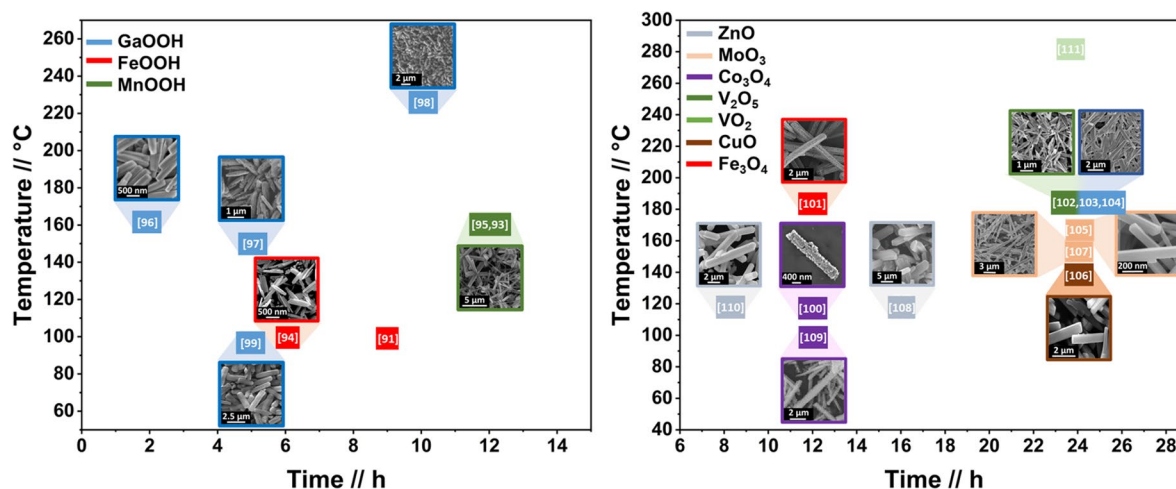 260
240
220
200
180
160
140
120
100
80
60
Temperature // °C
GaOOH
FeOOH
MnOOH
2 µm
[98]
500 nm
[96]
1 µm
[97]
[95,93]
5 µm
500 nm
[94]
[91]
[99]
2.5 µm
0 2 4 6 8 10 12 14
Time // h
300
280
260
240
220
200
180
160
140
120
100
80
60
40
Temperature // °C
ZnO
MoO₃
Co₃O₄
V₂O₅
VO₂
CuO
Fe₃O₄
[111]
2 µm
[101]
1 µm
2 µm
[102,103,104]
2 µm
[110]
400 nm
[100]
[109]
2 µm
5 µm
[108]
3 µm
[105]
[107]
[106]
200 nm
2 µm
6 8 10 12 14 16 18 20 22 24 26 28
Time // h